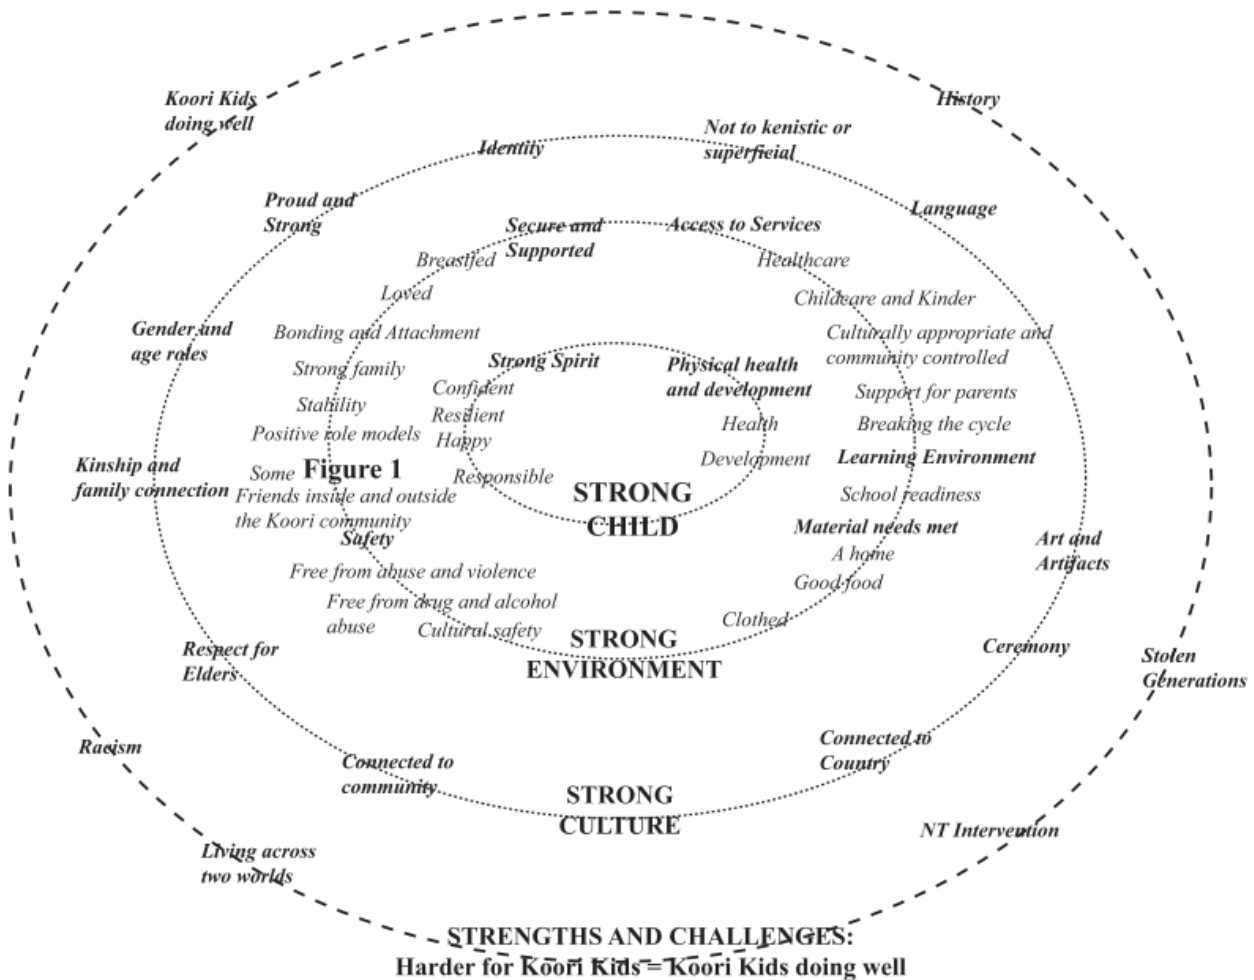 Koori Kids
doing well
History
Not to kenistic or
superficial
Identity
Proud and
Strong
Language
Secure and
Supported
Access to Services
Breasifed
Healthcare
Loved
Childcare and Kinder
Gender and
age roles
Bonding and Attachment
Culturally appropriate and
community controlled
Strong family
Strong Spirit
Physical health
and development
Confident
Support for parents
Stability
Resilient
Health
Breaking the cycle
Positive role models
Happy
Kinship and
family connection
Some
Figure 1
Responsible
Development
Learning Environment
Friends inside and outside
the Koori community
STRONG
CHILD
School readiness
Safety
Material needs met
A home
Art and
Artifacts
Free from abuse and violence
Good food
Free from drug and alcohol
abuse
Cultural safety
Clothed
STRONG
ENVIRONMENT
Respect for
Elders
Ceremony
Stolen
Generations
Racism
Connected to
community
Connected to
Country
STRONG
CULTURE
NT Intervention
Living across
two worlds
STRENGTHS AND CHALLENGES:
Harder for Koori Kids = Koori Kids doing well